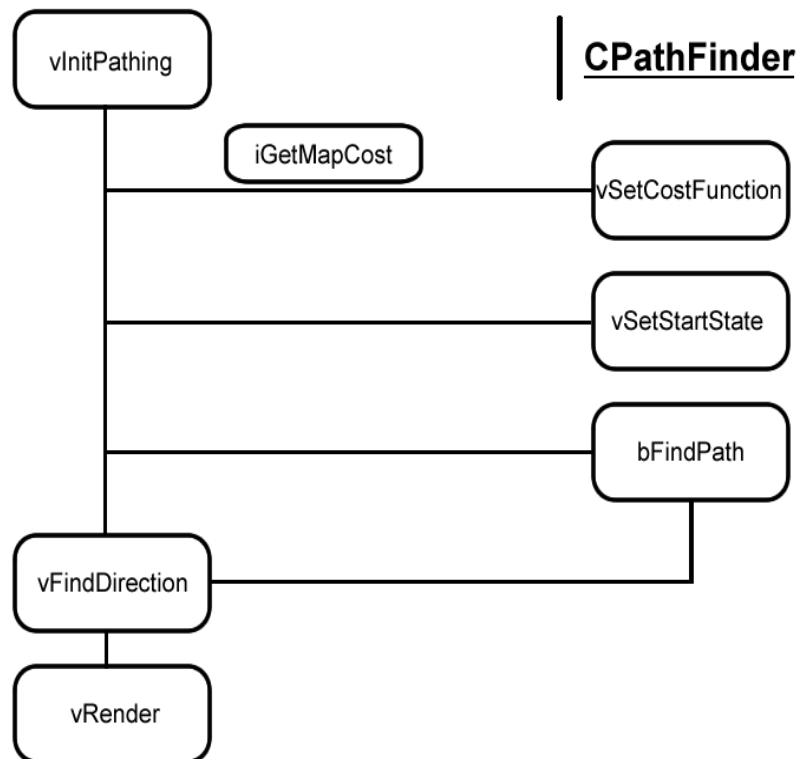 vInitPathing
CPathFinder
iGetMapCost
vSetCostFunction
vSetStartState
bFindPath
vFindDirection
vRender